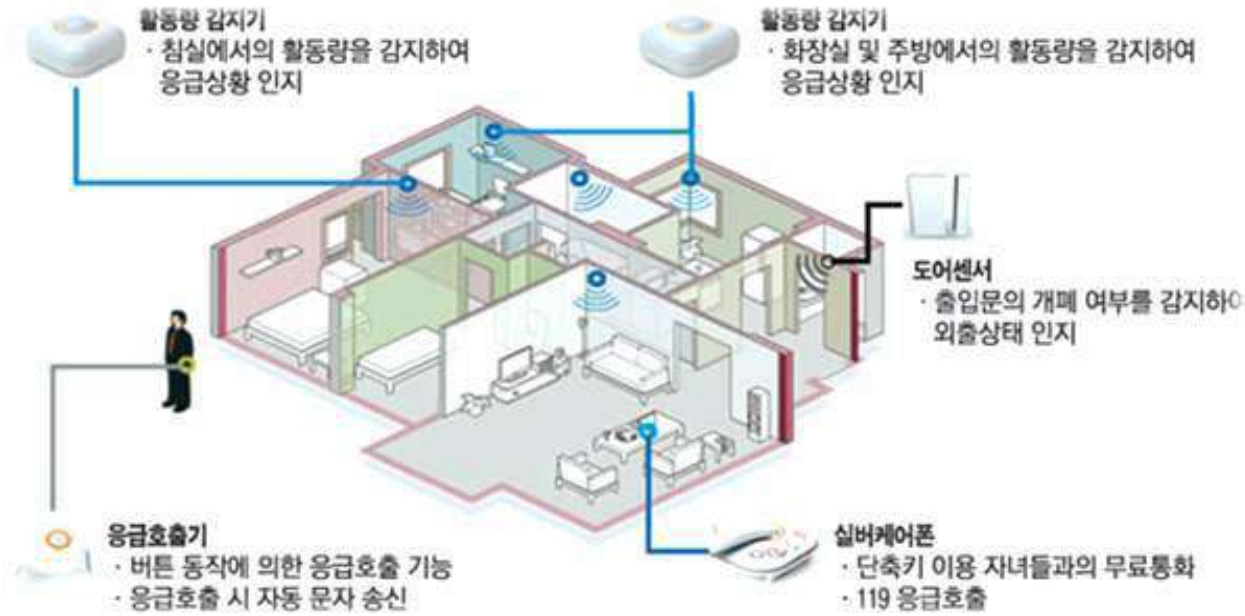 활동량 감지기
· 침실에서의 활동량을 감지하여
응급상황 인지
활동량 감지기
· 화장실 및 주방에서의 활동량을 감지하여
응급상황 인지
도어센서
· 출입문의 개폐 여부를 감지하여
외출상태 인지
응급호출기
· 버튼 동작에 의한 응급호출 기능
· 응급호출 시 자동 문자 송신
실버케어폰
· 단축키 이용 자녀들과의 무료통화
· 119 응급호출